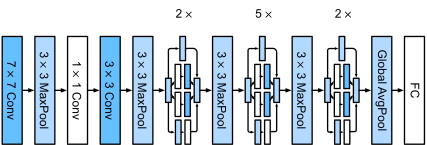 2 ×
5 ×
2 ×
7 × 7 Conv
3 × 3 MaxPool
1 × 1 Conv
3 × 3 Conv
3 × 3 MaxPool
3 × 3 MaxPool
3 × 3 MaxPool
Global AvgPool
FC